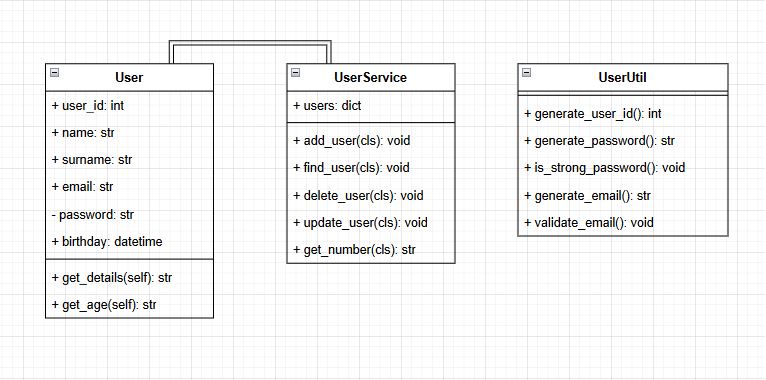 User
+ user_id: int
+ name: str
+ surname: str
+ email: str
- password: str
+ birthday: datetime
+ get_details(self): str
+ get_age(self): str
UserService
+ users: dict
+ add_user(cls): void
+ find_user(cls): void
+ delete_user(cls): void
+ update_user(cls): void
+ get_number(cls): str
UserUtil
+ generate_user_id(): int
+ generate_password(): str
+ is_strong_password(): void
+ generate_email(): str
+ validate_email(): void